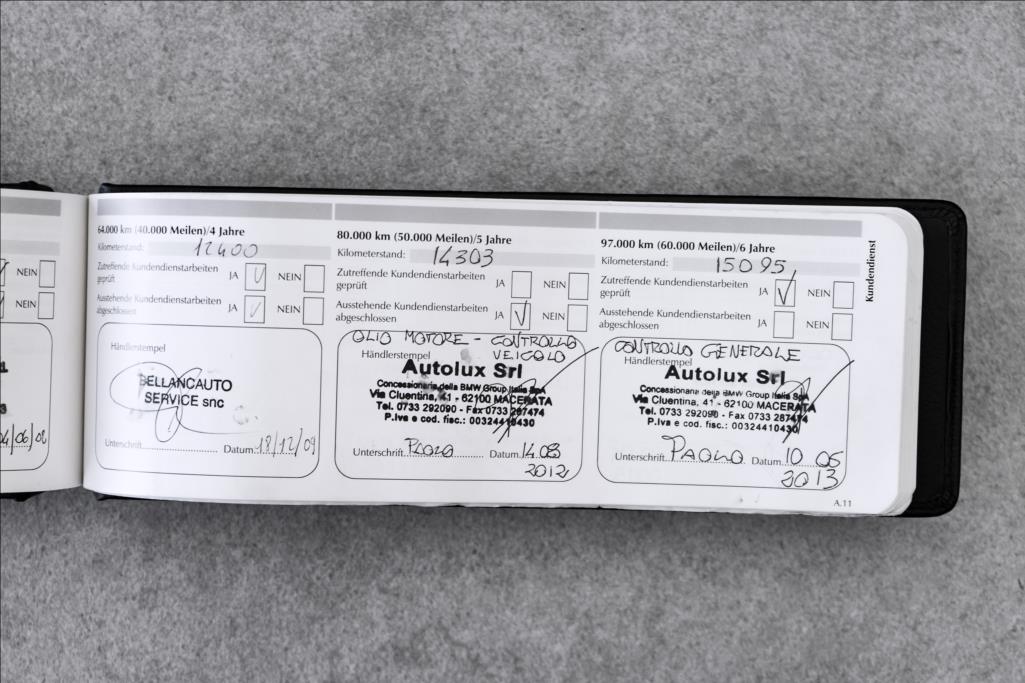 NEIN
NEIN
04/06/08
64.000 km (40.000 Meilen)/4 Jahre
Kilometerstand: 12400
Zutreffende Kundendienstarbeiten geprüft JA V NEIN
Ausstehende Kundendienstarbeiten abgeschlossen JA V NEIN
Händlerstempel
BELLANCAUTO
SERVICE snc
Unterschrift Datum 18/12/09
80.000 km (50.000 Meilen)/5 Jahre
Kilometerstand: 14303
Zutreffende Kundendienstarbeiten geprüft JA NEIN
Ausstehende Kundendienstarbeiten abgeschlossen JA V NEIN
OLIO MOTORE - CONTROLLO
VEICOLO
Händlerstempel
Autolux Srl
Concessionaria della BMW Group Italia SpA
Via Cluentina, 41 - 62100 MACERATA
Tel. 0733 292090 - Fax 0733 287474
P.Iva e cod. fisc.: 00324410430
Unterschrift PAOLO Datum 14.08
2012
97.000 km (60.000 Meilen)/6 Jahre
Kilometerstand: 15095
Zutreffende Kundendienstarbeiten geprüft JA V NEIN
Ausstehende Kundendienstarbeiten abgeschlossen JA NEIN
CONTROLLO GENERALE
Händlerstempel
Autolux Srl
Concessionaria della BMW Group Italia SpA
Via Cluentina, 41 - 62100 MACERATA
Tel. 0733 292090 - Fax 0733 287474
P.Iva e cod. fisc.: 00324410430
Unterschrift PAOLO Datum 10 05
2013
Kundendienst
A.11